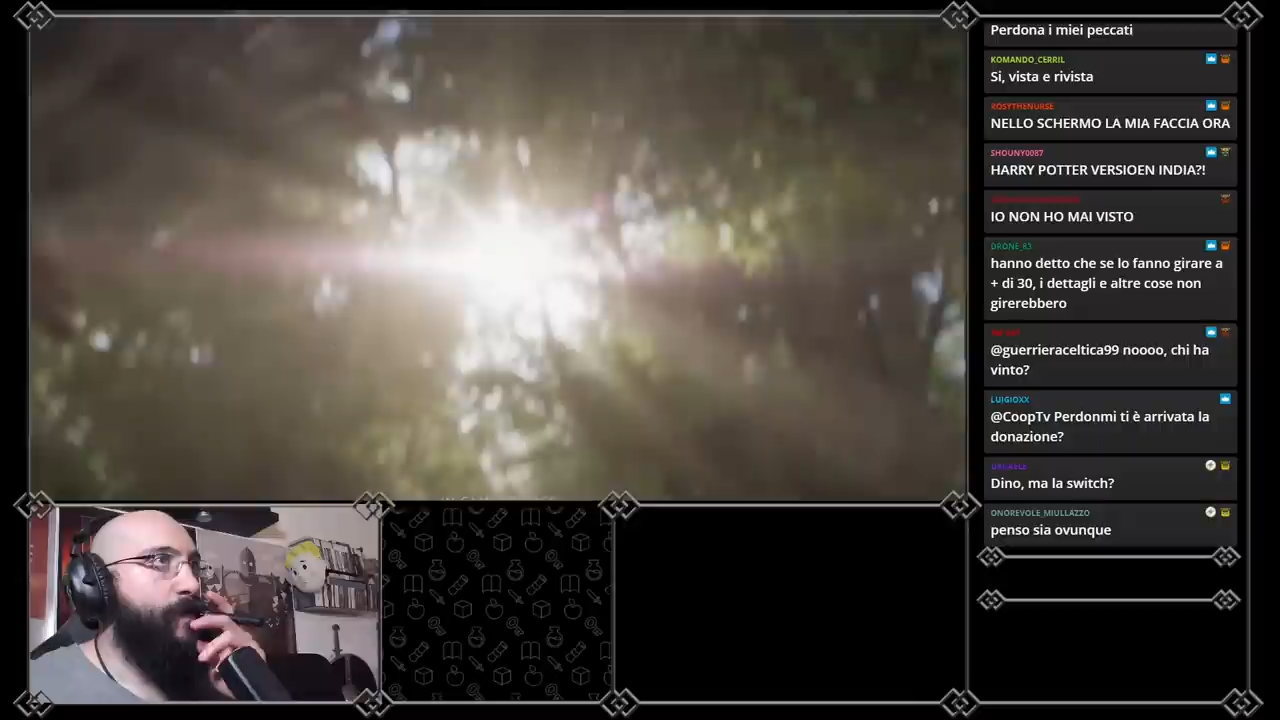 Perdona i miei peccati
KOMANDO_CERRIL
Si, vista e rivista
ROSYTHENURSE
NELLO SCHERMO LA MIA FACCIA ORA
SHOUNY0087
HARRY POTTER VERSIOEN INDIA?!
IO NON HO MAI VISTO
DRONE_83
hanno detto che se lo fanno girare a
+ di 30, i dettagli e altre cose non
girerebbero
@guerrieraceltica99 noooo, chi ha
vinto?
LUIGIOXX
@CoopTv Perdonmi ti è arrivata la
donazione?
Dino, ma la switch?
ONOREVOLE_MIULLAZZO
penso sia ovunque